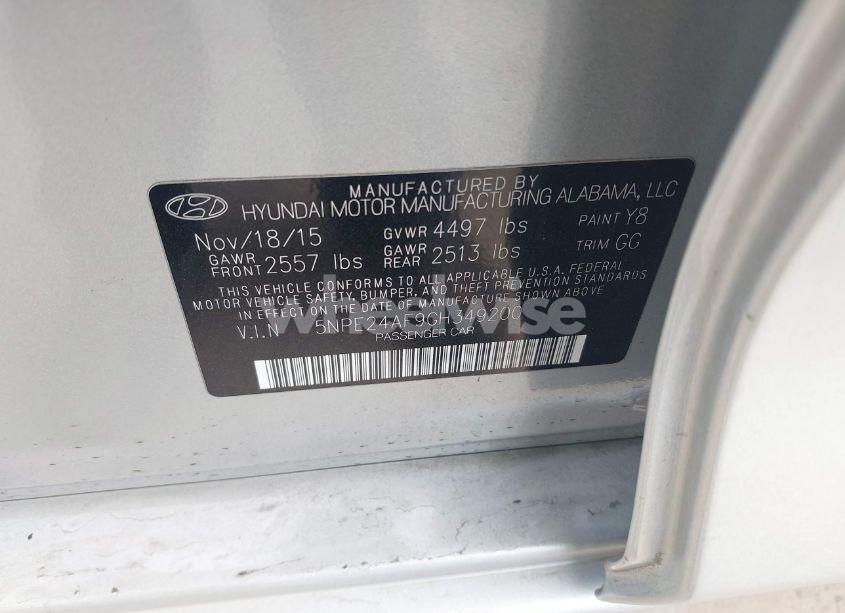 MANUFACTURED BY
HYUNDAI MOTOR MANUFACTURING ALABAMA, LLC
Nov/18/15 GVWR 4497 lbs PAINT Y8
GAWR FRONT 2557 lbs GAWR REAR 2513 lbs TRIM GG
THIS VEHICLE CONFORMS TO ALL APPLICABLE U.S.A. FEDERAL
MOTOR VEHICLE SAFETY, BUMPER, AND THEFT PREVENTION STANDARDS
IN EFFECT ON THE DATE OF MANUFACTURE SHOWN ABOVE.
V.I.N
PASSENGER CAR
wheelwise